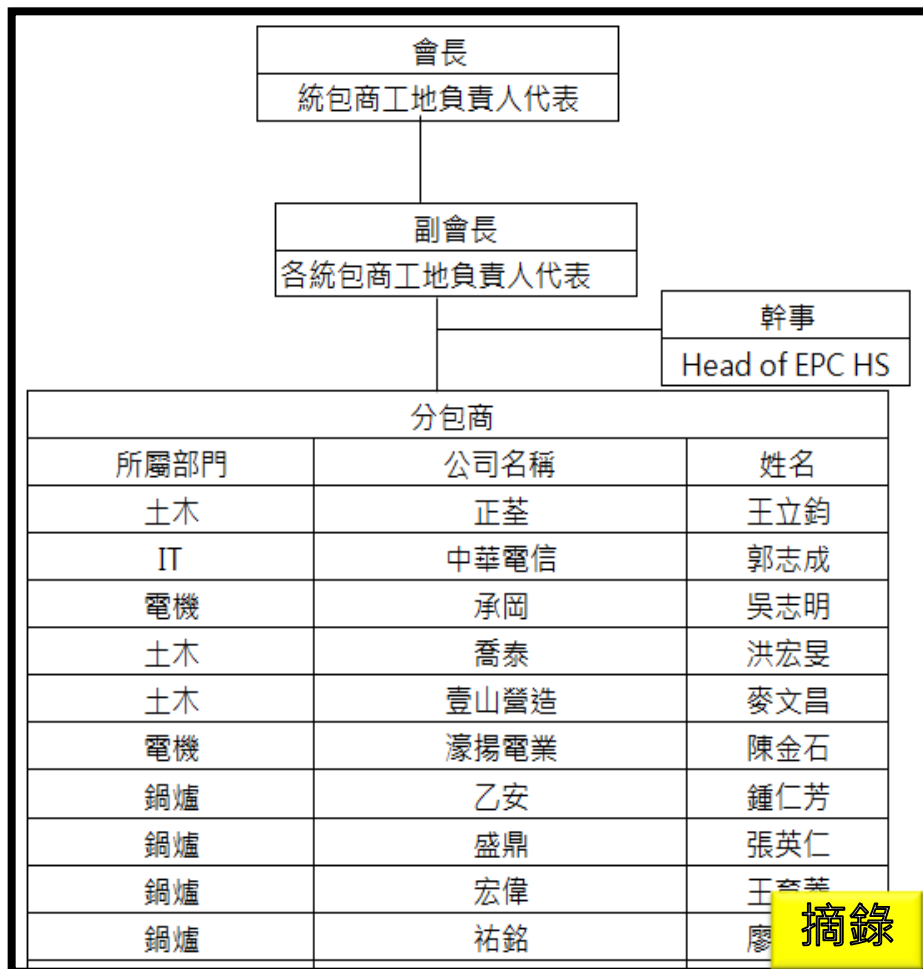 會長
統包商工地負責人代表
副會長
各統包商工地負責人代表
幹事
Head of EPC HS
分包商
所屬部門 公司名稱 姓名
土木 正荃 王立鈞
IT 中華電信 郭志成
電機 承岡 吳志明
土木 喬泰 洪宏旻
土木 壹山營造 麥文昌
電機 濠揚電業 陳金石
鍋爐 乙安 鍾仁芳
鍋爐 盛鼎 張英仁
鍋爐 宏偉 王
鍋爐 祐銘 廖
摘錄